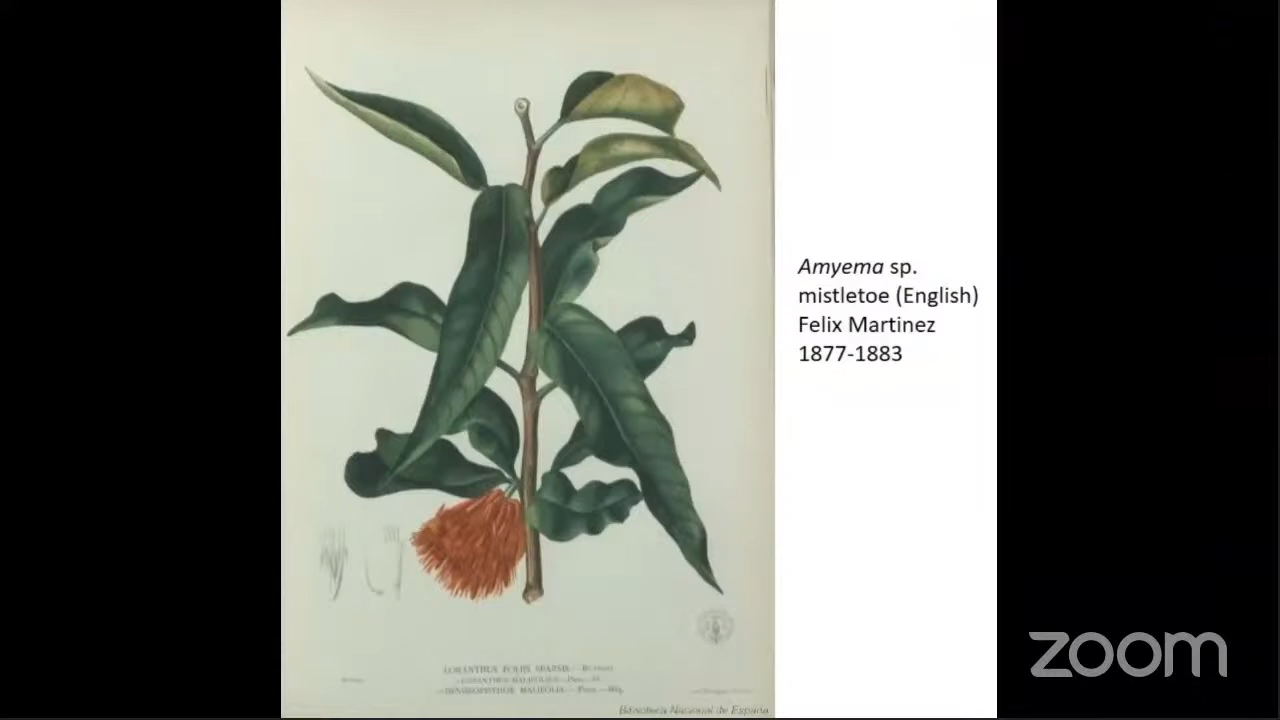 Amyema sp.
mistletoe (English)
Felix Martinez
1877-1883
LORANTHUS FOLIIS SPARSIS
Biblioteca Nacional de España
zoom